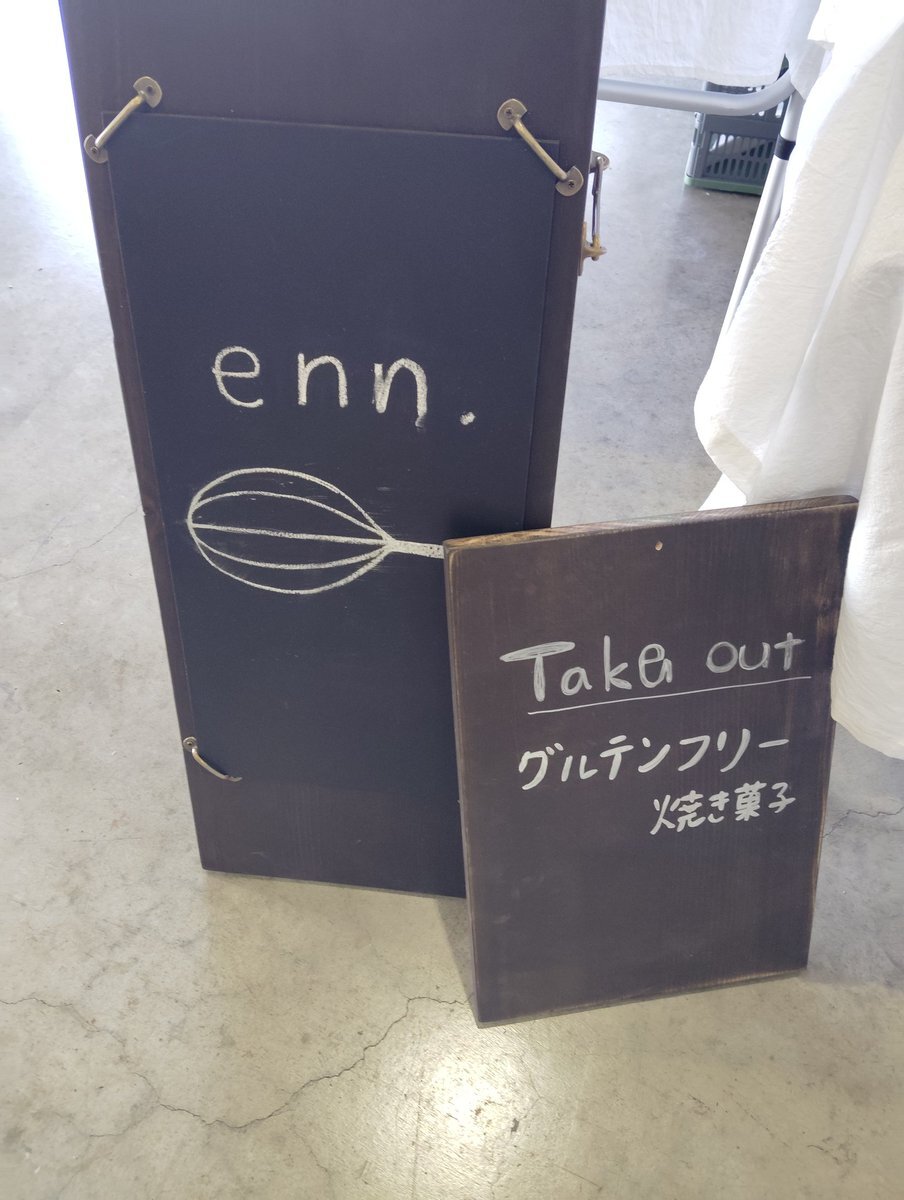 enn.
Take out
グルテンフリー
焼き菓子